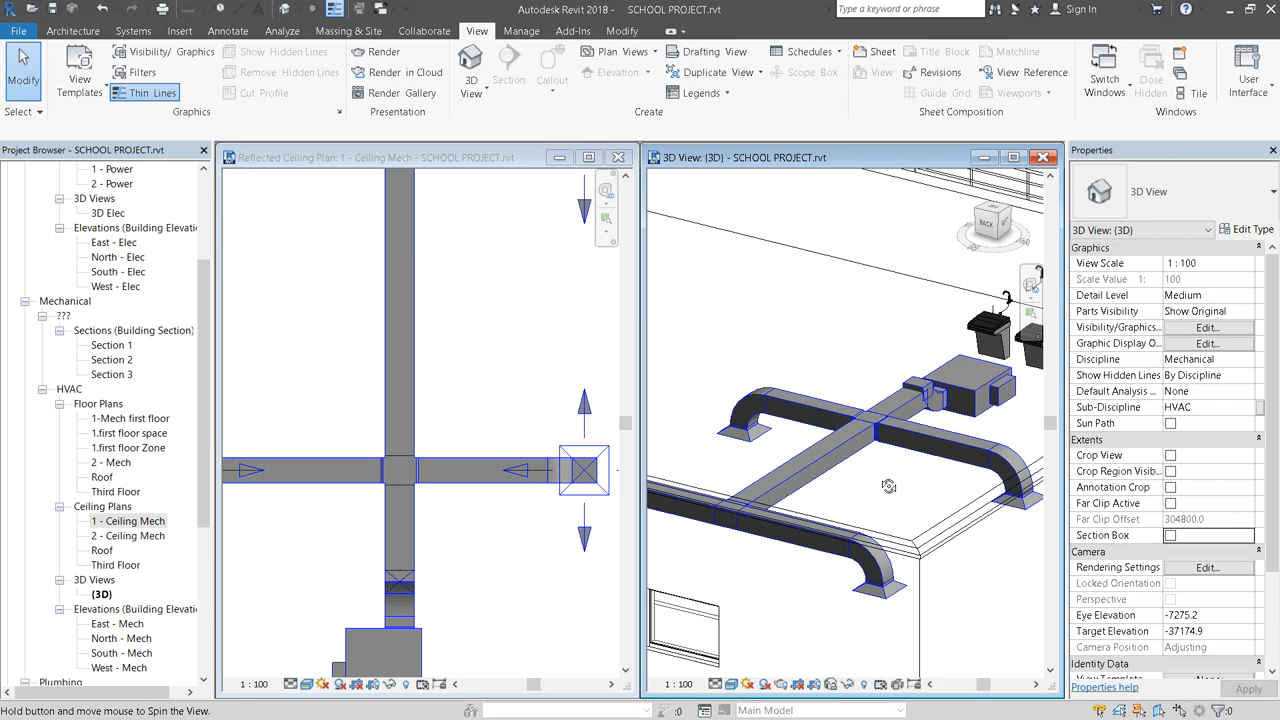 Autodesk Revit 2018 - SCHOOL PROJECT.rvt
Type a keyword or phrase
Sign In
File Architecture Systems Insert Annotate Analyze Massing & Site Collaborate View Manage Add-Ins Modify
Modify
Select
View
Templates
Visibility/ Graphics
Filters
Thin Lines
Show Hidden Lines
Remove Hidden Lines
Cut Profile
Graphics
Render
Render in Cloud
Render Gallery
Presentation
3D
View
Section
Callout
Plan Views
Elevation
Drafting View
Duplicate View
Legends
Schedules
Scope Box
Create
Sheet
View
Title Block
Revisions
Guide Grid
Matchline
View Reference
Viewports
Sheet Composition
Switch
Windows
Close
Hidden
Tile
Windows
User
Interface
Project Browser - SCHOOL PROJECT.rvt
1 - Power
2 - Power
3D Views
3D Elec
Elevations (Building Elevati
East - Elec
North - Elec
South - Elec
West - Elec
Mechanical
???
Sections (Building Section)
Section 1
Section 2
Section 3
HVAC
Floor Plans
1-Mech first floor
1.first floor space
1.first floor Zone
2 - Mech
Roof
Third Floor
Ceiling Plans
1 - Ceiling Mech
2 - Ceiling Mech
Roof
Third Floor
3D Views
(3D)
Elevations (Building Elevati
East - Mech
North - Mech
South - Mech
West - Mech
Plumbing
Reflected Ceiling Plan: 1 - Ceiling Mech - SCHOOL PROJECT.rvt
1 : 100
3D View: (3D) - SCHOOL PROJECT.rvt
BACK
1 : 100
Properties
3D View
3D View: (3D)
Edit Type
Graphics
View Scale 1 : 100
Scale Value 1: 100
Detail Level Medium
Parts Visibility Show Original
Visibility/Graphics... Edit...
Graphic Display O... Edit...
Discipline Mechanical
Show Hidden Lines By Discipline
Default Analysis ... None
Sub-Discipline HVAC
Sun Path
Extents
Crop View
Crop Region Visib...
Annotation Crop
Far Clip Active
Far Clip Offset 304800.0
Section Box
Camera
Rendering Settings Edit...
Locked Orientation
Perspective
Eye Elevation -7275.2
Target Elevation -37174.9
Camera Position Adjusting
Identity Data
Properties help
Apply
Hold button and move mouse to Spin the View.
:0
Main Model
:0